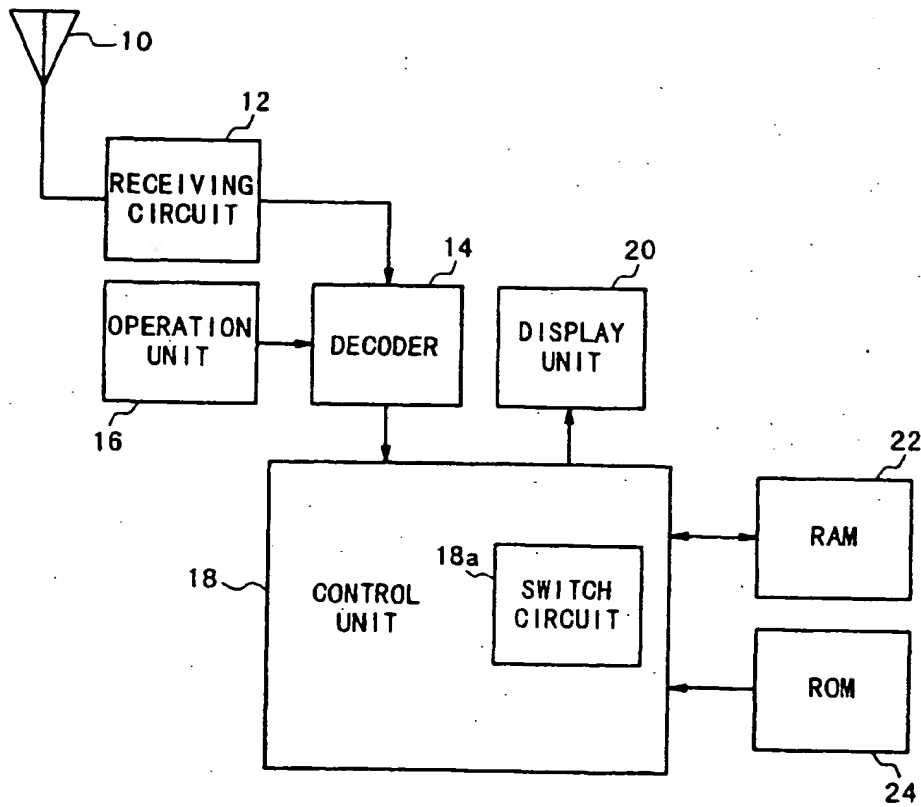 10
12
RECEIVING
CIRCUIT
14
20
OPERATION
UNIT
DECODER
DISPLAY
UNIT
16
22
RAM
18
CONTROL
UNIT
18a
SWITCH
CIRCUIT
ROM
24